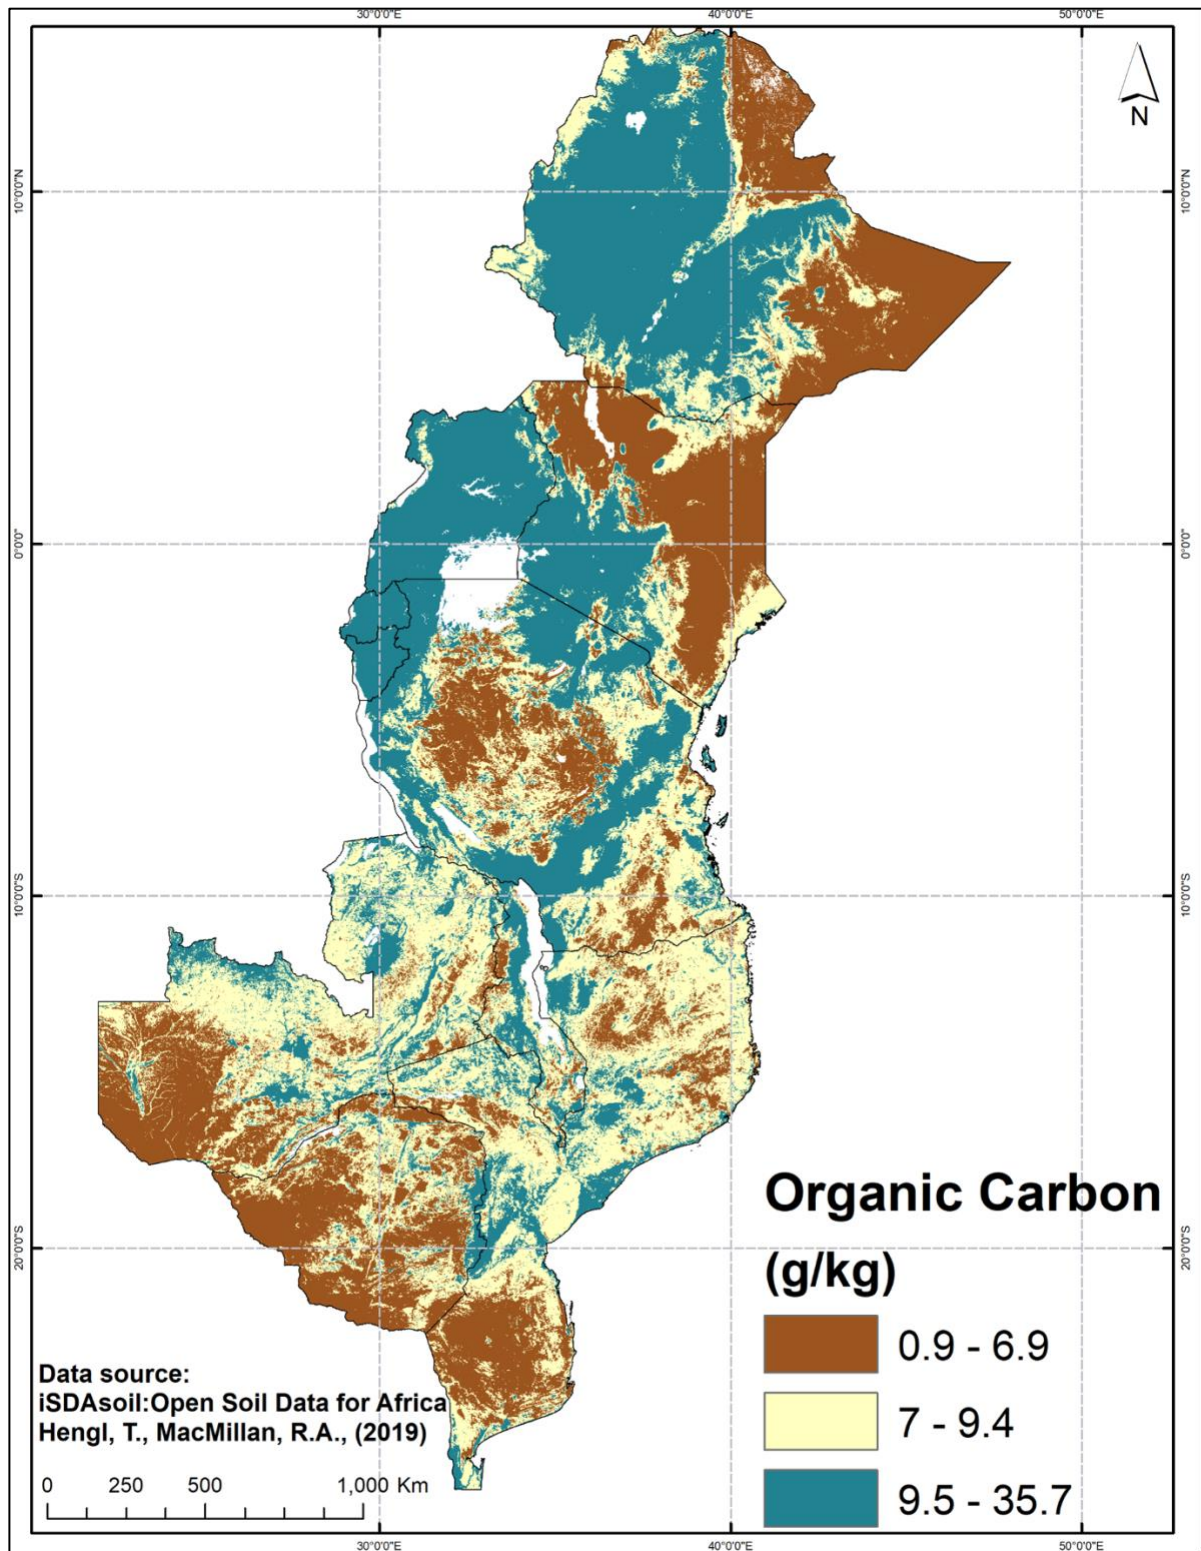 30°0'0"E 40°0'0"E 50°0'0"E
N
10°0'0"N 10°0'0"N
0°0'0" 0°0'0"
10°0'0"S 10°0'0"S
20°0'0"S 20°0'0"S
Organic Carbon
(g/kg)
0.9 - 6.9
7 - 9.4
9.5 - 35.7
Data source:
iSDAsoil:Open Soil Data for Africa
Hengl, T., MacMillan, R.A., (2019)
0 250 500 1,000 Km
30°0'0"E 40°0'0"E 50°0'0"E